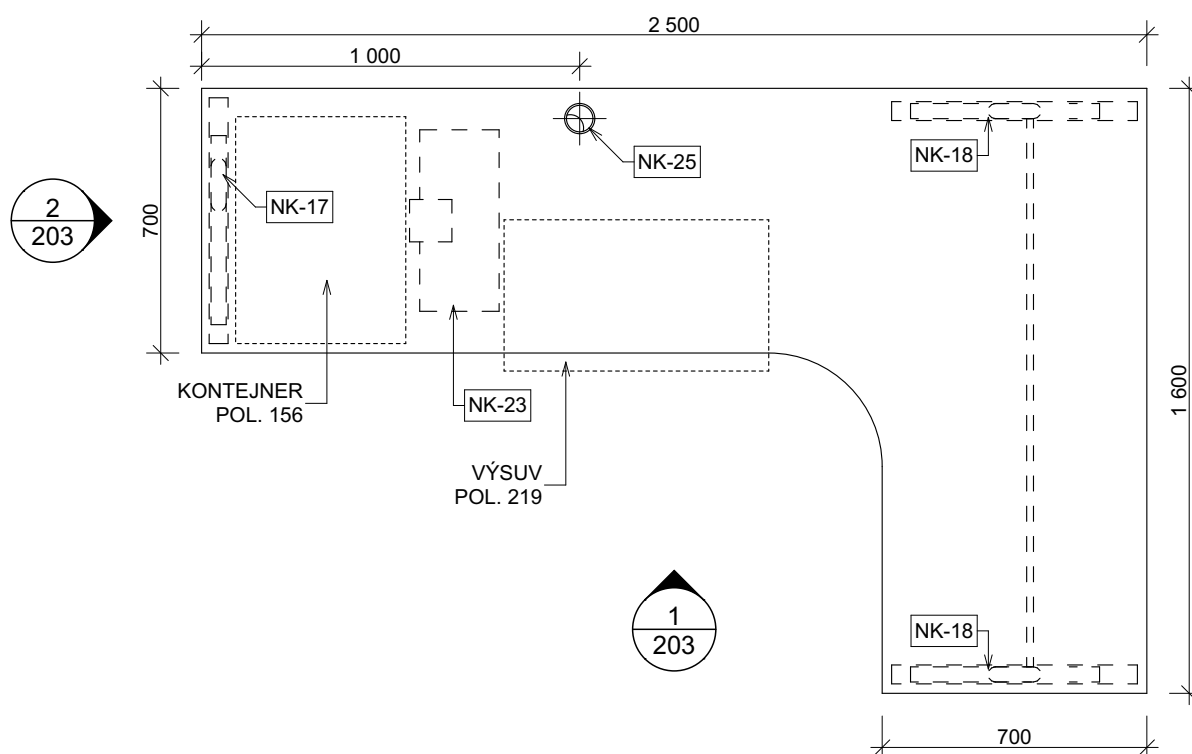 2 500
1 000
NK-25
NK-18
NK-17
2
203
700
KONTEJNER
POL. 156
NK-23
1 600
VÝSUV
POL. 219
1
203
NK-18
700